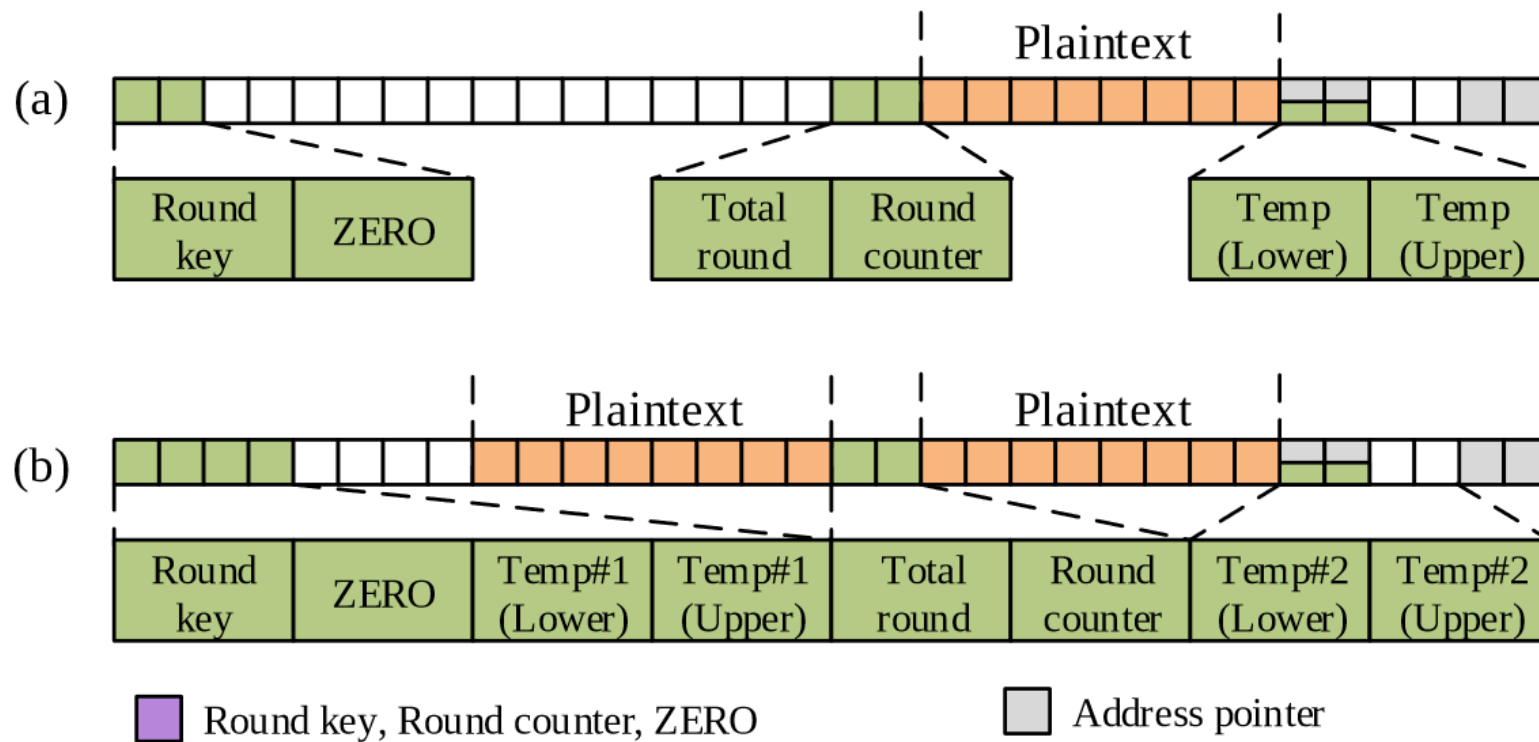 Plaintext
(a)
Round key
ZERO
Total round
Round counter
Temp (Lower)
Temp (Upper)
Plaintext
Plaintext
(b)
Round key
ZERO
Temp#1 (Lower)
Temp#1 (Upper)
Total round
Round counter
Temp#2 (Lower)
Temp#2 (Upper)
Round key, Round counter, ZERO
Address pointer